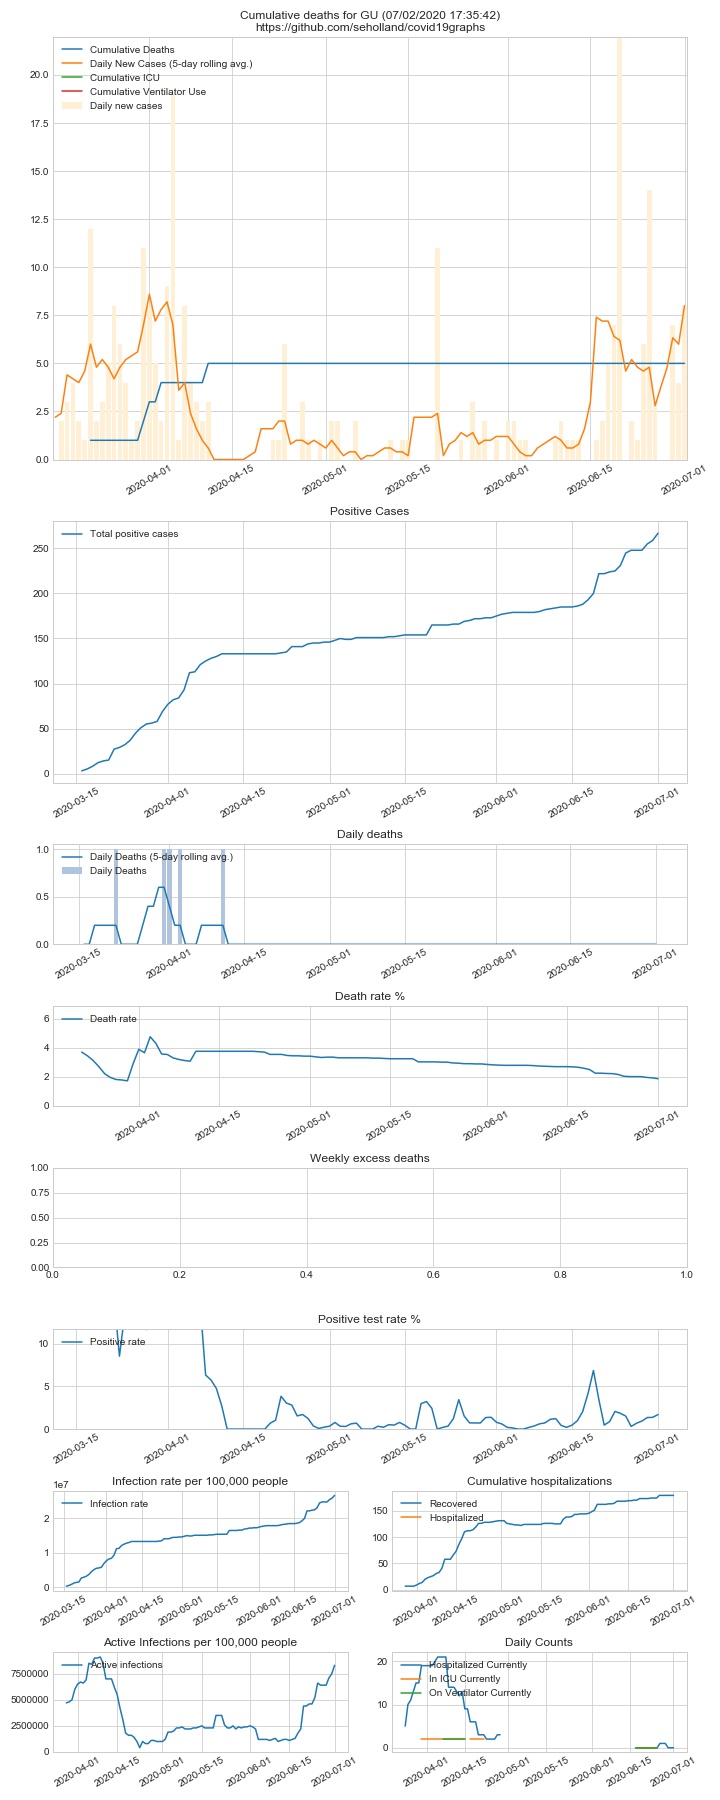 Cumulative deaths for GU (07/02/2020 17:35:42)
https://github.com/seholland/covid19graphs
Cumulative Deaths
Daily New Cases (5-day rolling avg.)
Cumulative ICU
Cumulative Ventilator Use
Daily new cases
20.0
17.5
15.0
12.5
10.0
7.5
5.0
2.5
0.0
2020-04-01 2020-04-15 2020-05-01 2020-05-15 2020-06-01 2020-06-15 2020-07-01
Positive Cases
Total positive cases
250
200
150
100
50
0
2020-03-15 2020-04-01 2020-04-15 2020-05-01 2020-05-15 2020-06-01 2020-06-15 2020-07-01
Daily deaths
Daily Deaths (5-day rolling avg.)
Daily Deaths
1.0
0.5
0.0
2020-03-15 2020-04-01 2020-04-15 2020-05-01 2020-05-15 2020-06-01 2020-06-15 2020-07-01
Death rate %
Death rate
6
4
2
0
2020-04-01 2020-04-15 2020-05-01 2020-05-15 2020-06-01 2020-06-15 2020-07-01
Weekly excess deaths
1.00
0.75
0.50
0.25
0.00
0.0 0.2 0.4 0.6 0.8 1.0
Positive test rate %
Positive rate
10
5
0
2020-03-15 2020-04-01 2020-04-15 2020-05-01 2020-05-15 2020-06-01 2020-06-15 2020-07-01
Infection rate per 100,000 people
1e7
Infection rate
2
1
0
2020-03-15 2020-04-01 2020-04-15 2020-05-01 2020-05-15 2020-06-01 2020-06-15 2020-07-01
Cumulative hospitalizations
Recovered
Hospitalized
150
100
50
0
2020-04-01 2020-04-15 2020-05-01 2020-05-15 2020-06-01 2020-06-15 2020-07-01
Active Infections per 100,000 people
Active infections
7500000
5000000
2500000
0
2020-04-01 2020-04-15 2020-05-01 2020-05-15 2020-06-01 2020-06-15 2020-07-01
Daily Counts
Hospitalized Currently
In ICU Currently
On Ventilator Currently
20
10
0
2020-04-01 2020-04-15 2020-05-01 2020-05-15 2020-06-01 2020-06-15 2020-07-01